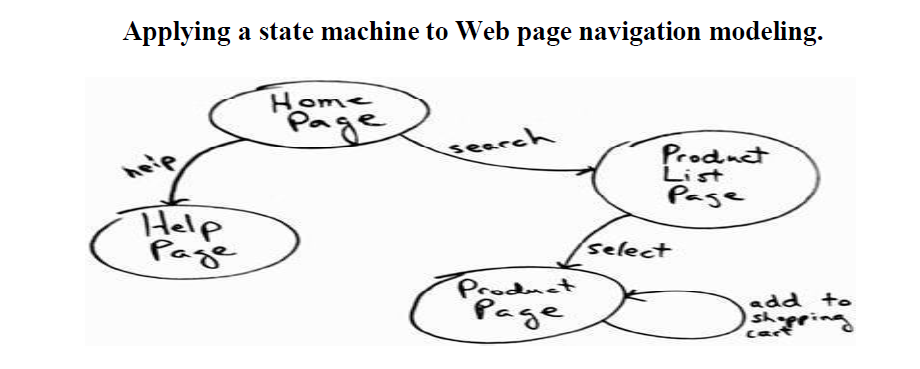 Applying a state machine to Web page navigation modeling.
Home
Page
help
search
Product
List
Page
Help
Page
select
Product
Page
add to
shopping
cart